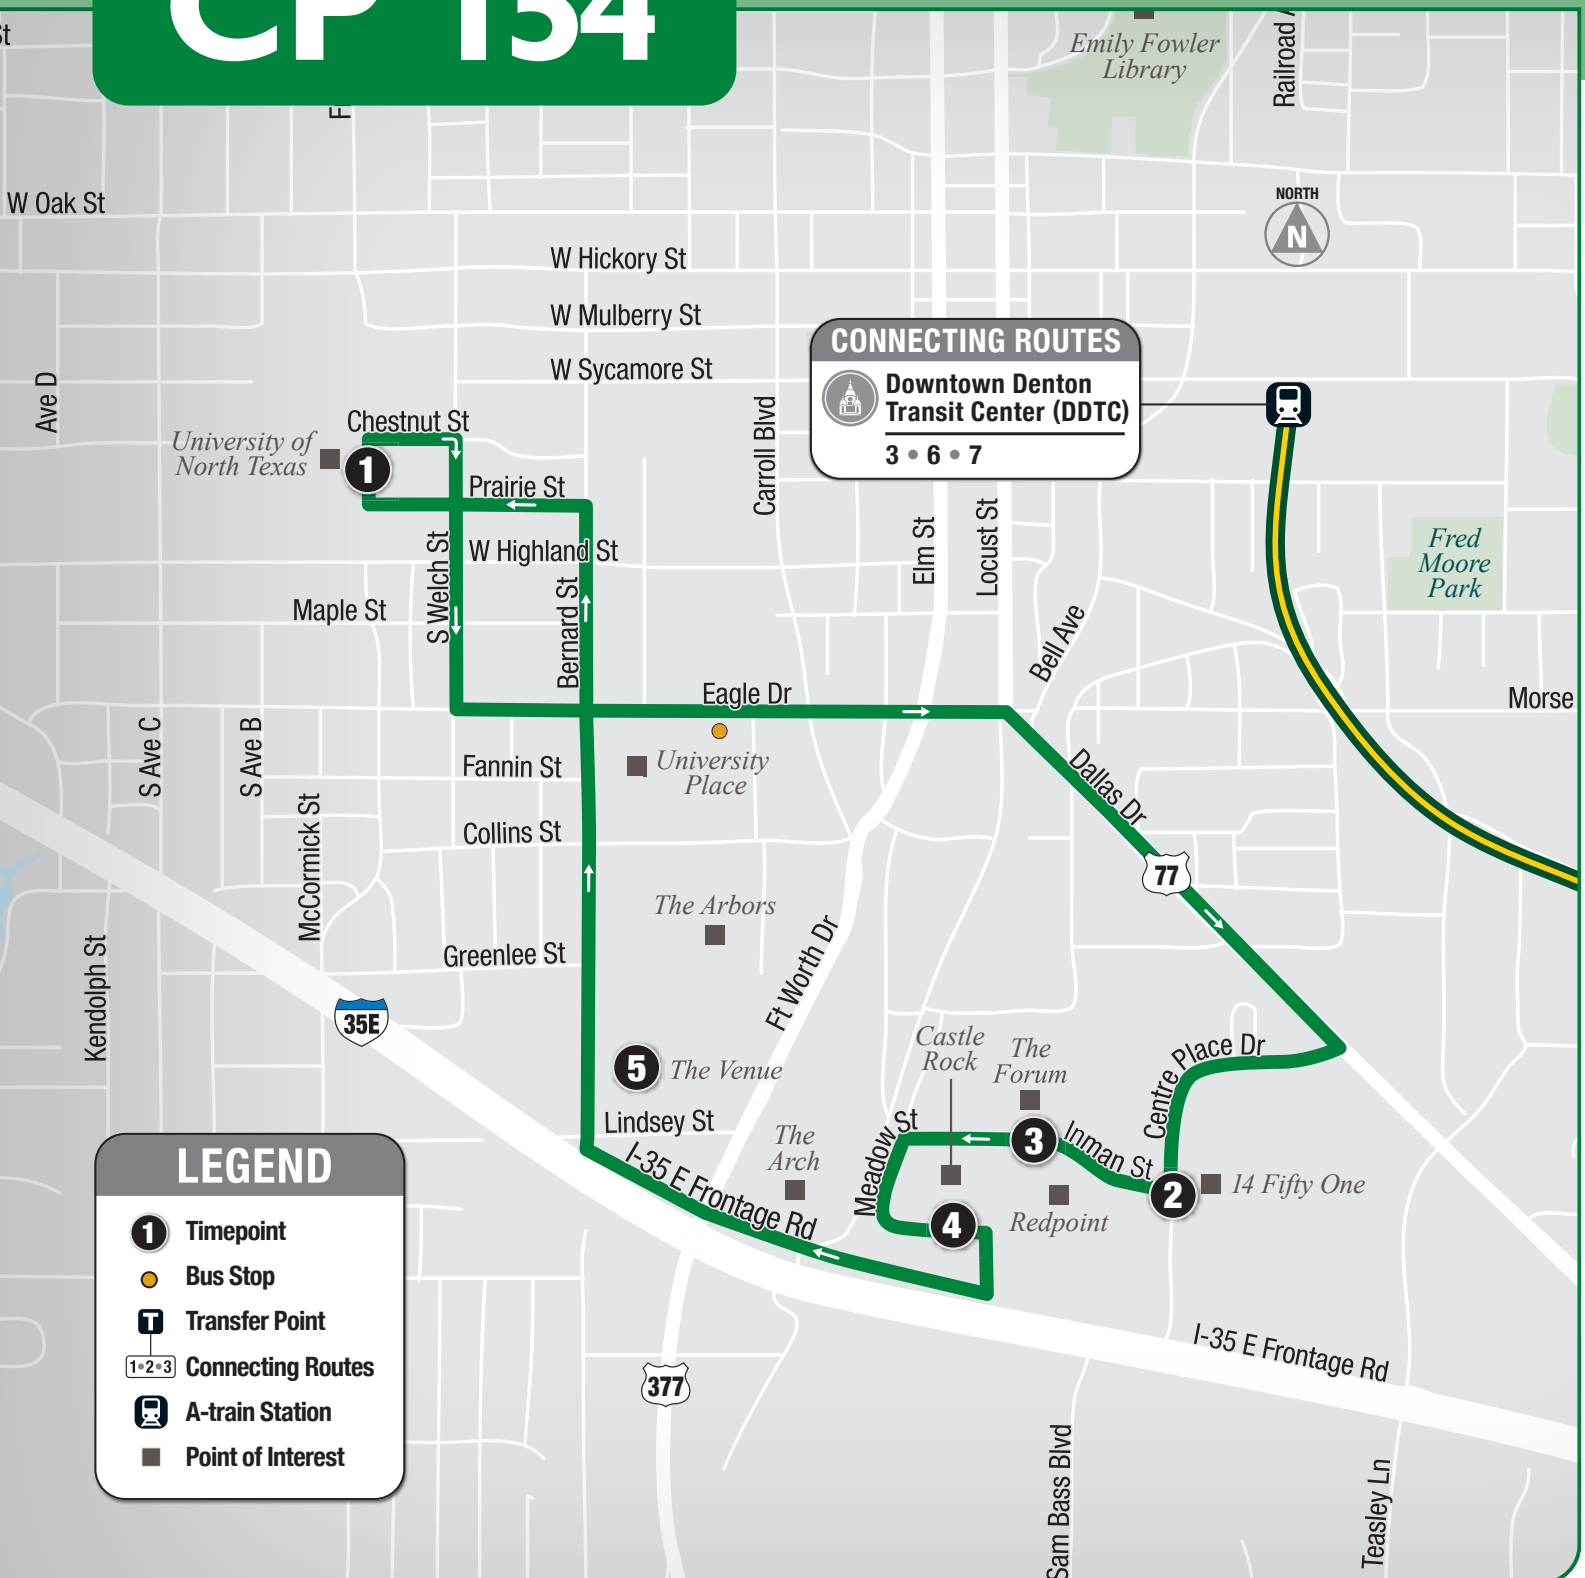 CP 134
St
Emily Fowler
Library
Railroad
W Oak St
NORTH
N
W Hickory St
W Mulberry St
W Sycamore St
CONNECTING ROUTES
Downtown Denton
Transit Center (DDTC)
3 • 6 • 7
Ave D
Chestnut St
University of
North Texas
1
Carroll Blvd
Prairie St
Elm St
Locust St
W Highland St
S Welch St
Bernard St
Maple St
Fred
Moore
Park
Bell Ave
Morse
Eagle Dr
S Ave C
S Ave B
Fannin St
University
Place
Dallas Dr
McCormick St
Collins St
77
The Arbors
Ft Worth Dr
Greenlee St
Kendolph St
35E
Castle
Rock
The
Forum
Centre Place Dr
5
The Venue
Lindsey St
The
Arch
Meadow St
3
Inman St
2
14 Fifty One
4
Redpoint
I-35 E Frontage Rd
I-35 E Frontage Rd
377
Sam Bass Blvd
Teasley Ln
LEGEND
1 Timepoint
Bus Stop
T Transfer Point
1•2•3 Connecting Routes
A-train Station
Point of Interest